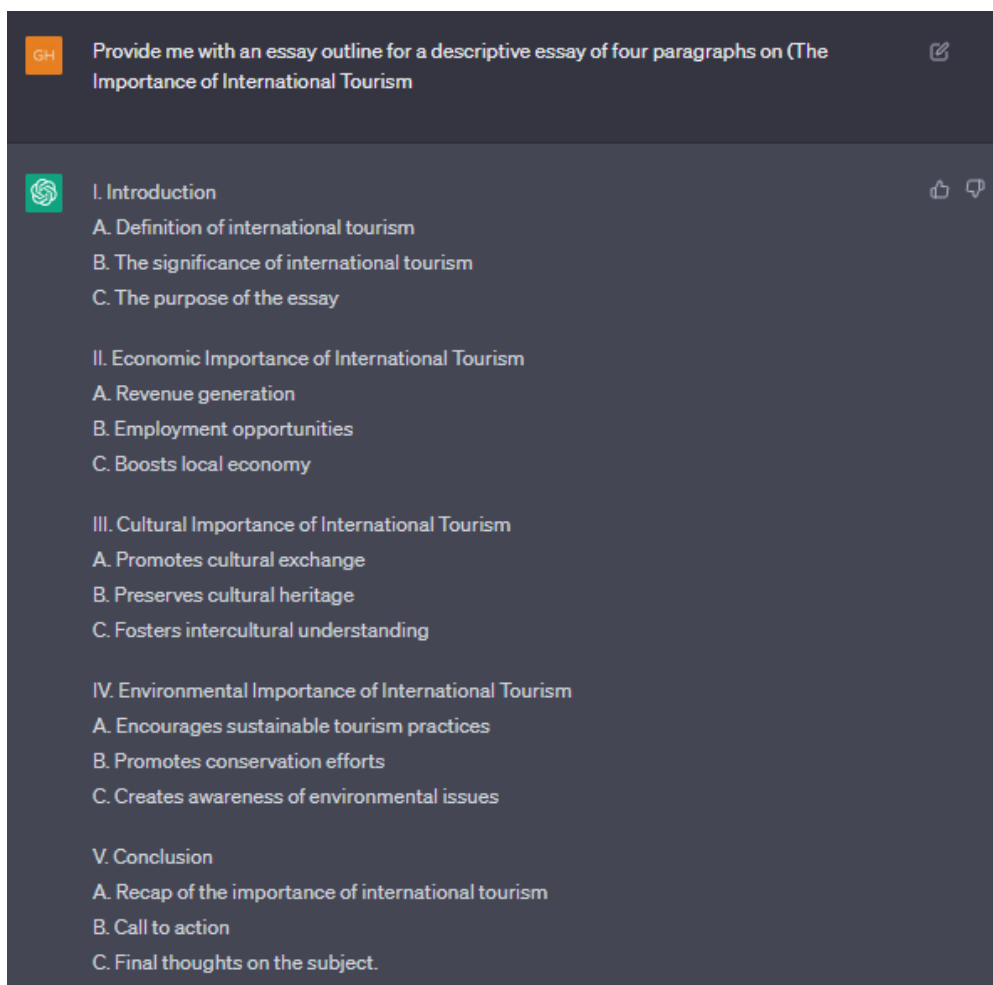 GH
Provide me with an essay outline for a descriptive essay of four paragraphs on (The
Importance of International Tourism
I. Introduction
A. Definition of international tourism
B. The significance of international tourism
C. The purpose of the essay
II. Economic Importance of International Tourism
A. Revenue generation
B. Employment opportunities
C. Boosts local economy
III. Cultural Importance of International Tourism
A. Promotes cultural exchange
B. Preserves cultural heritage
C. Fosters intercultural understanding
IV. Environmental Importance of International Tourism
A. Encourages sustainable tourism practices
B. Promotes conservation efforts
C. Creates awareness of environmental issues
V. Conclusion
A. Recap of the importance of international tourism
B. Call to action
C. Final thoughts on the subject.